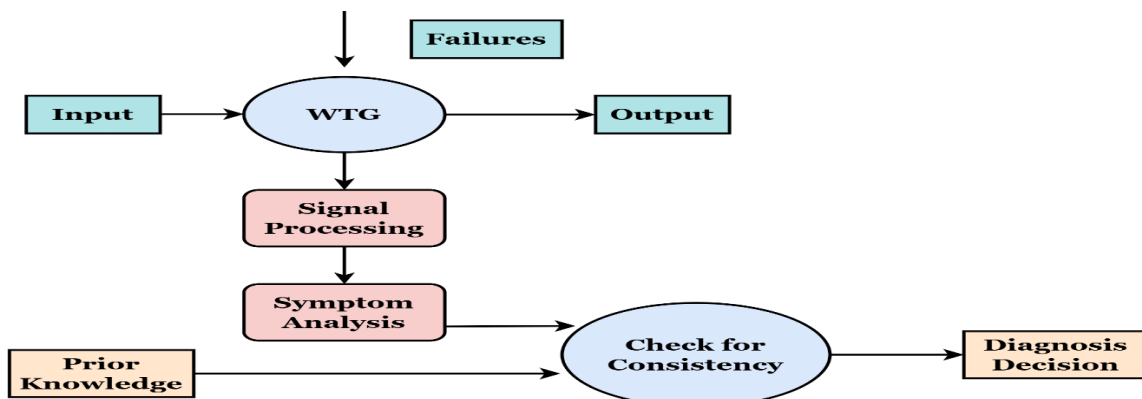 Failures
Input
WTG
Output
Signal
Processing
Symptom
Analysis
Prior
Knowledge
Check for
Consistency
Diagnosis
Decision